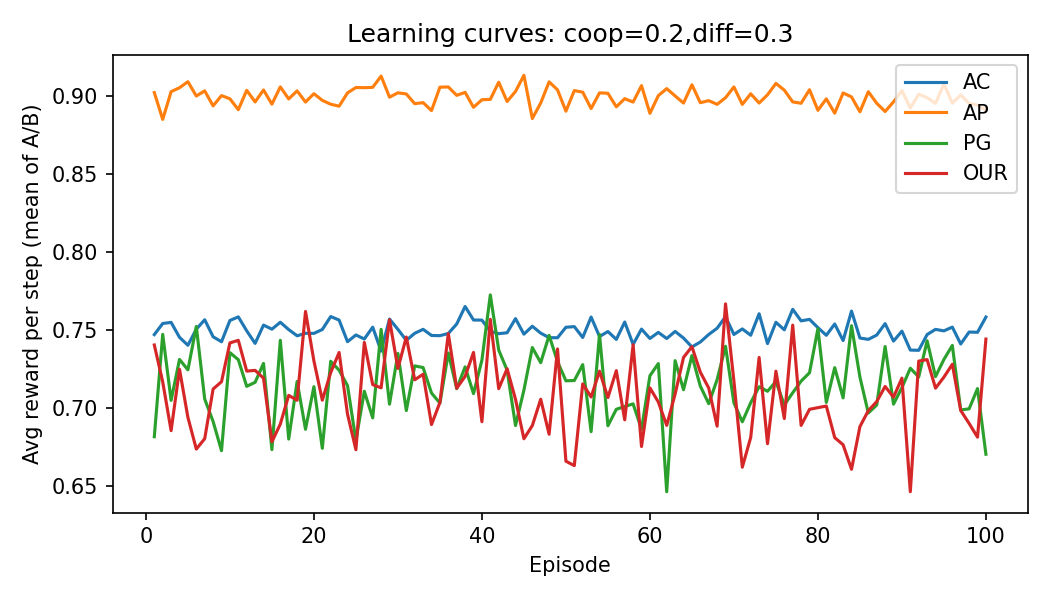 Learning curves: coop=0.2,diff=0.3
Avg reward per step (mean of A/B)
0.90
0.85
0.80
0.75
0.70
0.65
0
20
40
60
80
100
Episode
AC
AP
PG
OUR